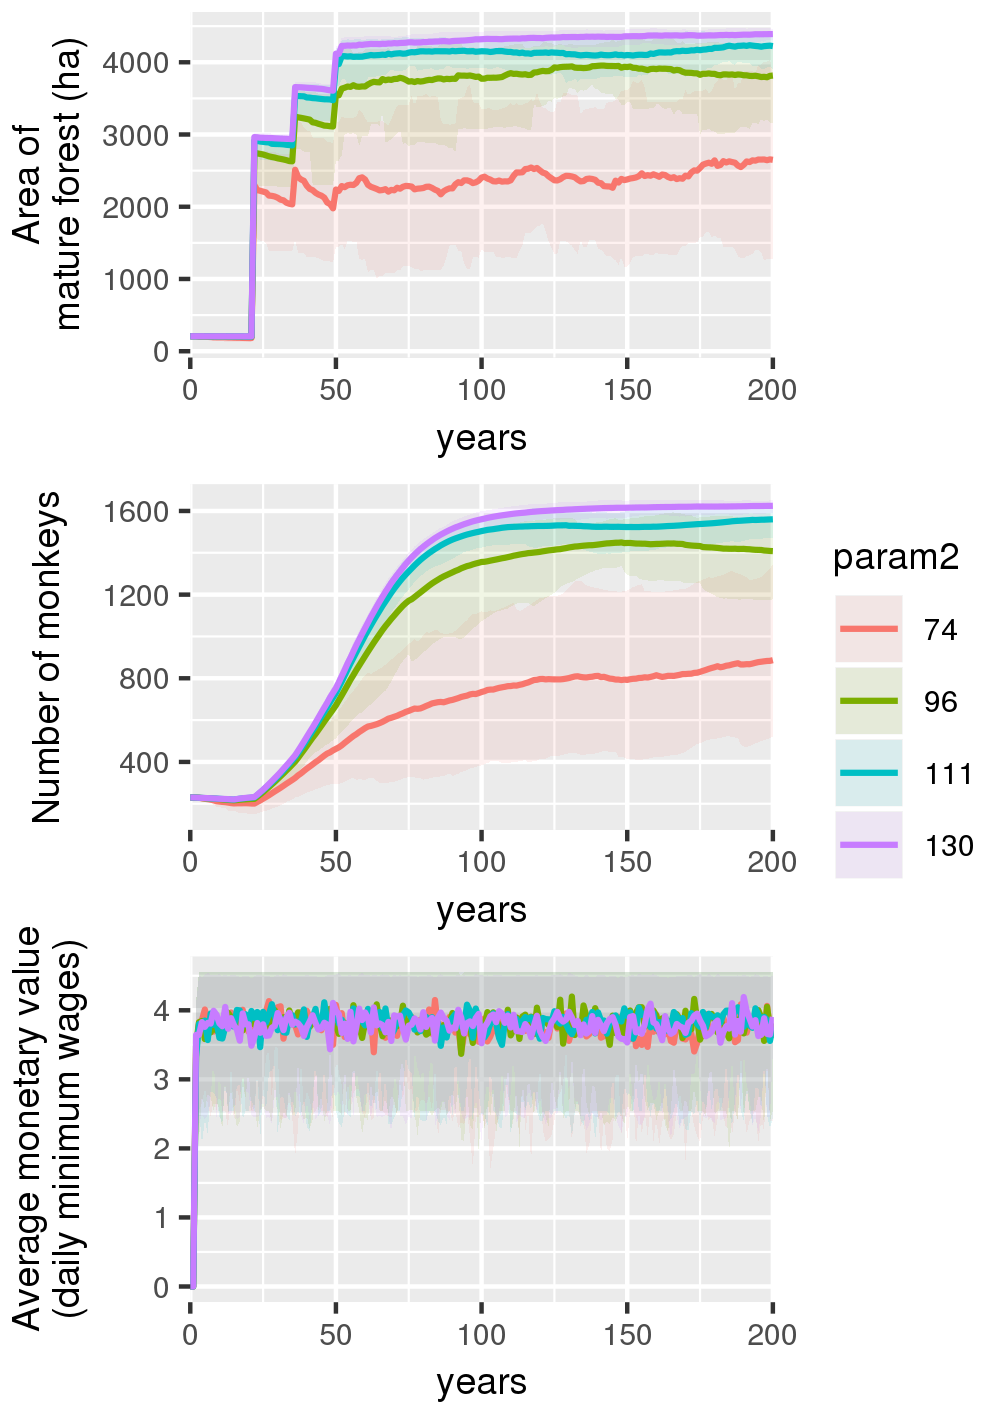 Area of
mature forest (ha)
4000
3000
2000
1000
0
0 50 100 150 200
years
Number of monkeys
1600
1200
800
400
0 50 100 150 200
years
param2
74
96
111
130
Average monetary value
(daily minimum wages)
4
3
2
1
0
0 50 100 150 200
years